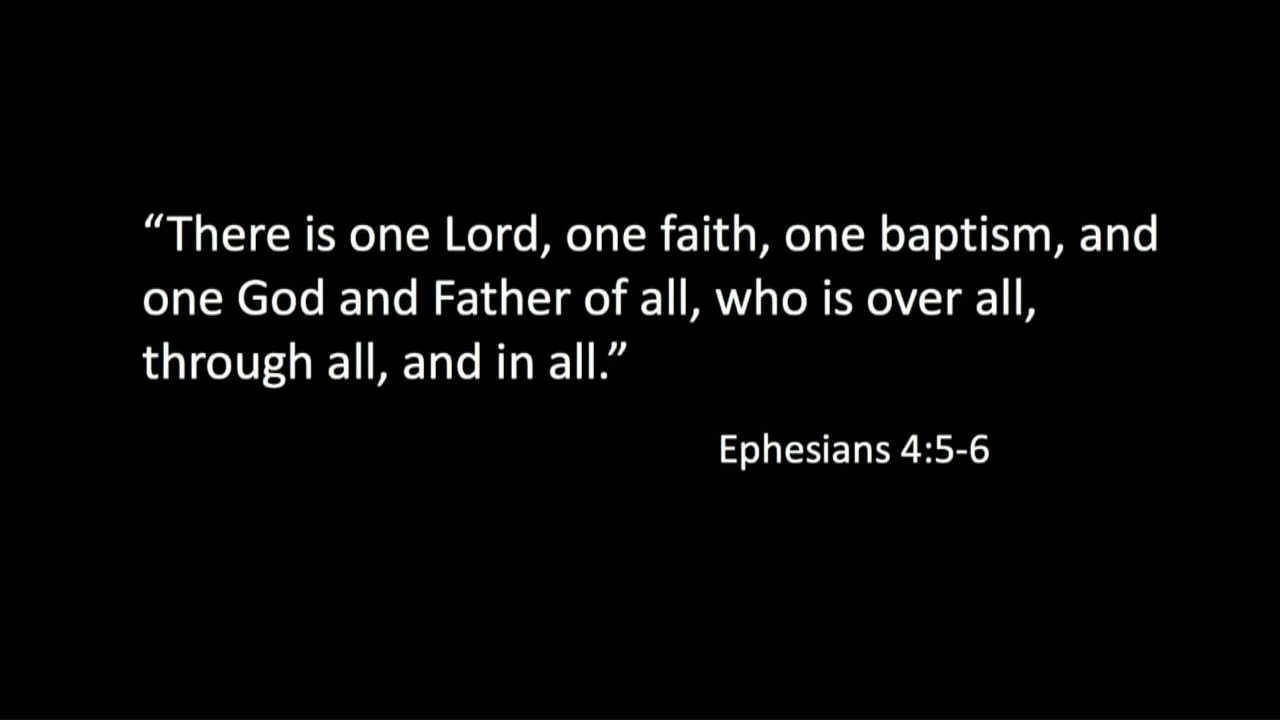 “There is one Lord, one faith, one baptism, and
one God and Father of all, who is over all,
through all, and in all.”
Ephesians 4:5-6